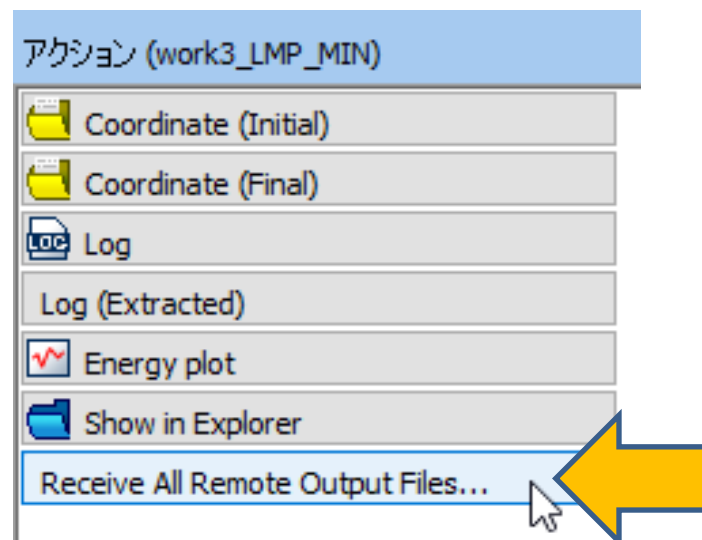 アクション (work3_LMP_MIN)
Coordinate (Initial)
Coordinate (Final)
LOG Log
Log (Extracted)
Energy plot
Show in Explorer
Receive All Remote Output Files...